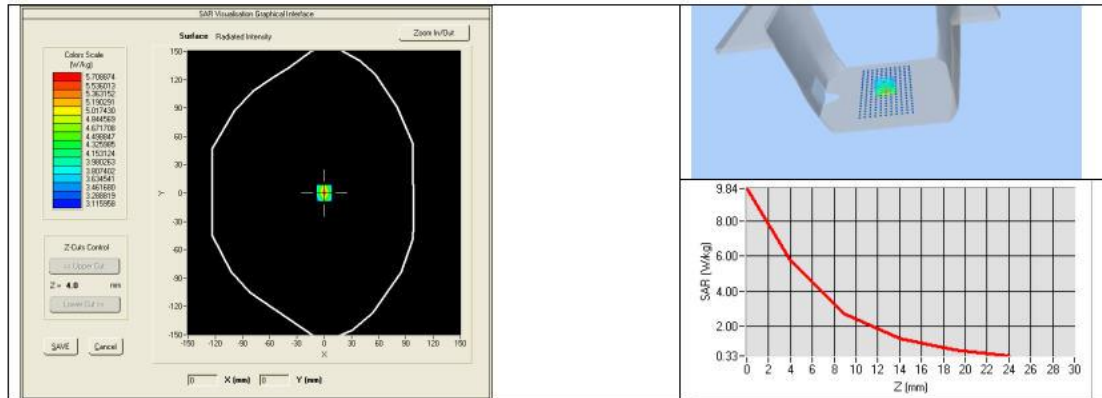 SAR Visualisation Graphical Interface
Surface Radiated Intensity
Zoom In/Out
Colors Scale
(W/kg)
5.708874
5.536013
5.363152
5.190291
5.017430
4.844569
4.671708
4.498847
4.325985
4.153124
3.980263
3.807402
3.634541
3.461680
3.288819
3.115958
Z-Cuts Control
<< Upper Cut
Z = 4.0 mm
Lower Cut >>
SAVE Cancel
150
120
90
60
30
0
-30
-60
-90
-120
-150
Y
-150 -120 -90 -60 -30 0 30 60 90 120 150
X
0 X (mm) 0 Y (mm)
9.84
8.00
6.00
4.00
2.00
0.33
SAR (W/kg)
0 2 4 6 8 10 12 14 16 18 20 22 24 26 28 30
Z (mm)